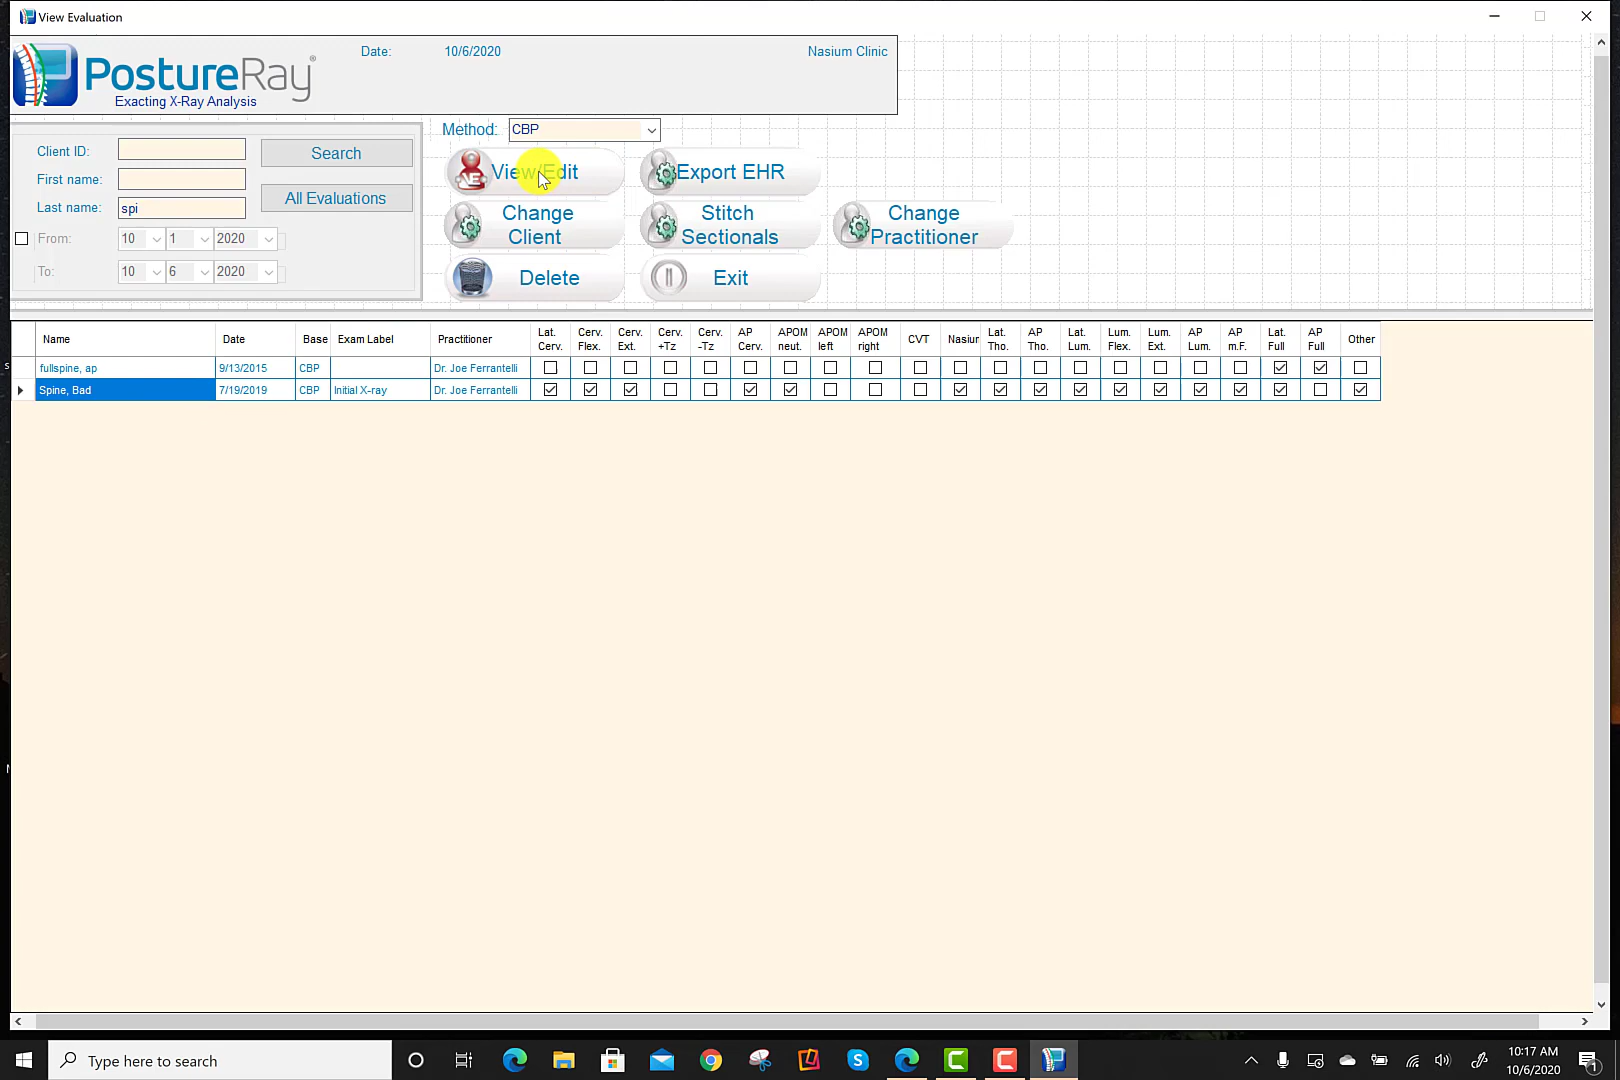 View Evaluation
PostureRay®
Exacting X-Ray Analysis
Date: 10/6/2020 Nasium Clinic
Method: CBP
Client ID: Search
First name:
Last name: spi All Evaluations
From: 10 1 2020
To: 10 6 2020
View/Edit Export EHR
Change Client Stitch Sectionals Change Practitioner
Delete Exit
Name Date Base Exam Label Practitioner Lat. Cerv. Cerv. Flex. Cerv. Ext. Cerv. +Tz Cerv. -Tz AP Cerv. APOM neut. APOM left APOM right CVT Nasiur Lat. Tho. AP Tho. Lat. Lum. Lum. Flex. Lum. Ext. AP Lum. AP m.F. Lat. Full AP Full Other
fullspine, ap 9/13/2015 CBP Dr. Joe Ferrantelli
Spine, Bad 7/19/2019 CBP Initial X-ray Dr. Joe Ferrantelli
Type here to search
10:17 AM
10/6/2020
1